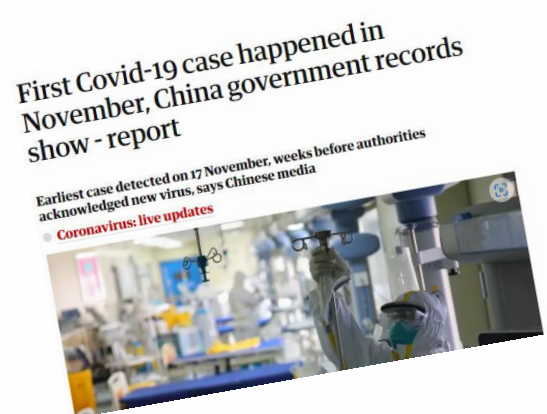 First Covid-19 case happened in
November, China government records
show - report
Earliest case detected on 17 November, weeks before authorities
acknowledged new virus, says Chinese media
Coronavirus: live updates